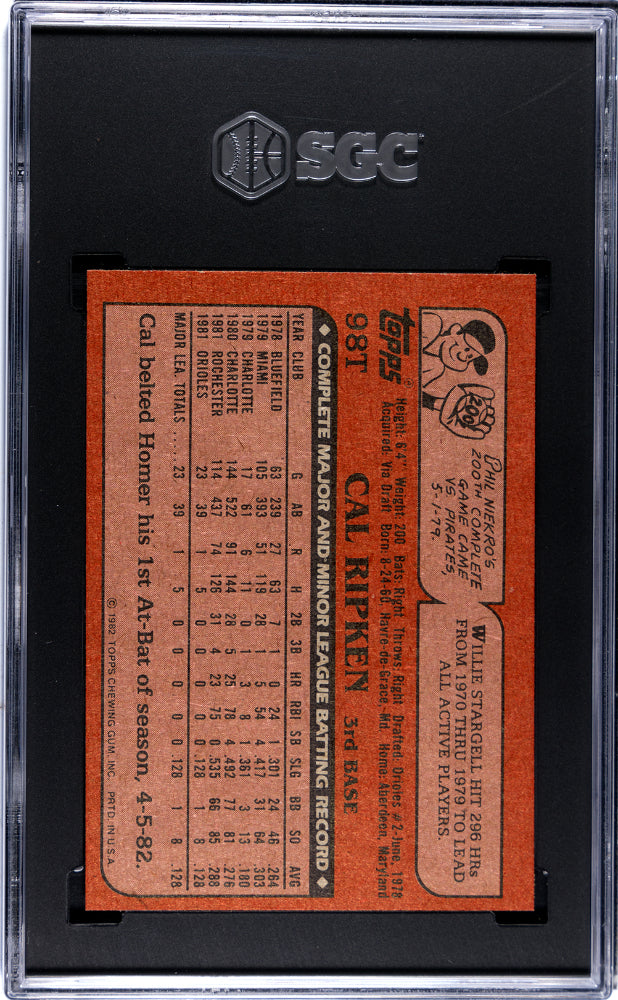 SGC
PHIL NIEKRO'S
200TH COMPLETE
GAME CAME
VS PIRATES,
5-1-79.
200
WILLIE STARGELL HIT 296 HRs
FROM 1970 THRU 1979 TO LEAD
ALL ACTIVE PLAYERS.
topps®
Height: 6'4" Weight: 200 Bats: Right Throws: Right Drafted: Orioles #2-June, 1978
Acquired: Via Draft Born: 8-24-60, Havre de Grace, Md. Home: Aberdeen, Maryland
98T CAL RIPKEN 3rd BASE
◆ COMPLETE MAJOR AND MINOR LEAGUE BATTING RECORD ◆
YEAR CLUB G AB R H 2B 3B HR RBI SB SLG BB SO AVG
1978 BLUEFIELD 63 239 27 63 7 1 0 24 1 .301 24 46 .264
1979 MIAMI 105 393 51 119 28 1 5 54 4 .417 31 64 .303
1979 CHARLOTTE 17 61 6 11 0 1 3 8 1 .361 3 13 .180
1980 CHARLOTTE 144 522 91 144 28 5 25 78 4 .492 77 81 .276
1981 ROCHESTER 114 437 74 126 31 4 23 75 0 .535 66 85 .288
1981 ORIOLES 23 39 1 5 0 0 0 0 0 .128 1 8 .128
MAJOR LEA. TOTALS ..... 23 39 1 5 0 0 0 0 0 .128 1 8 .128
© 1982 TOPPS CHEWING GUM, INC. PRTD. IN U.S.A.
Cal belted Homer his 1st At-Bat of season, 4-5-82.